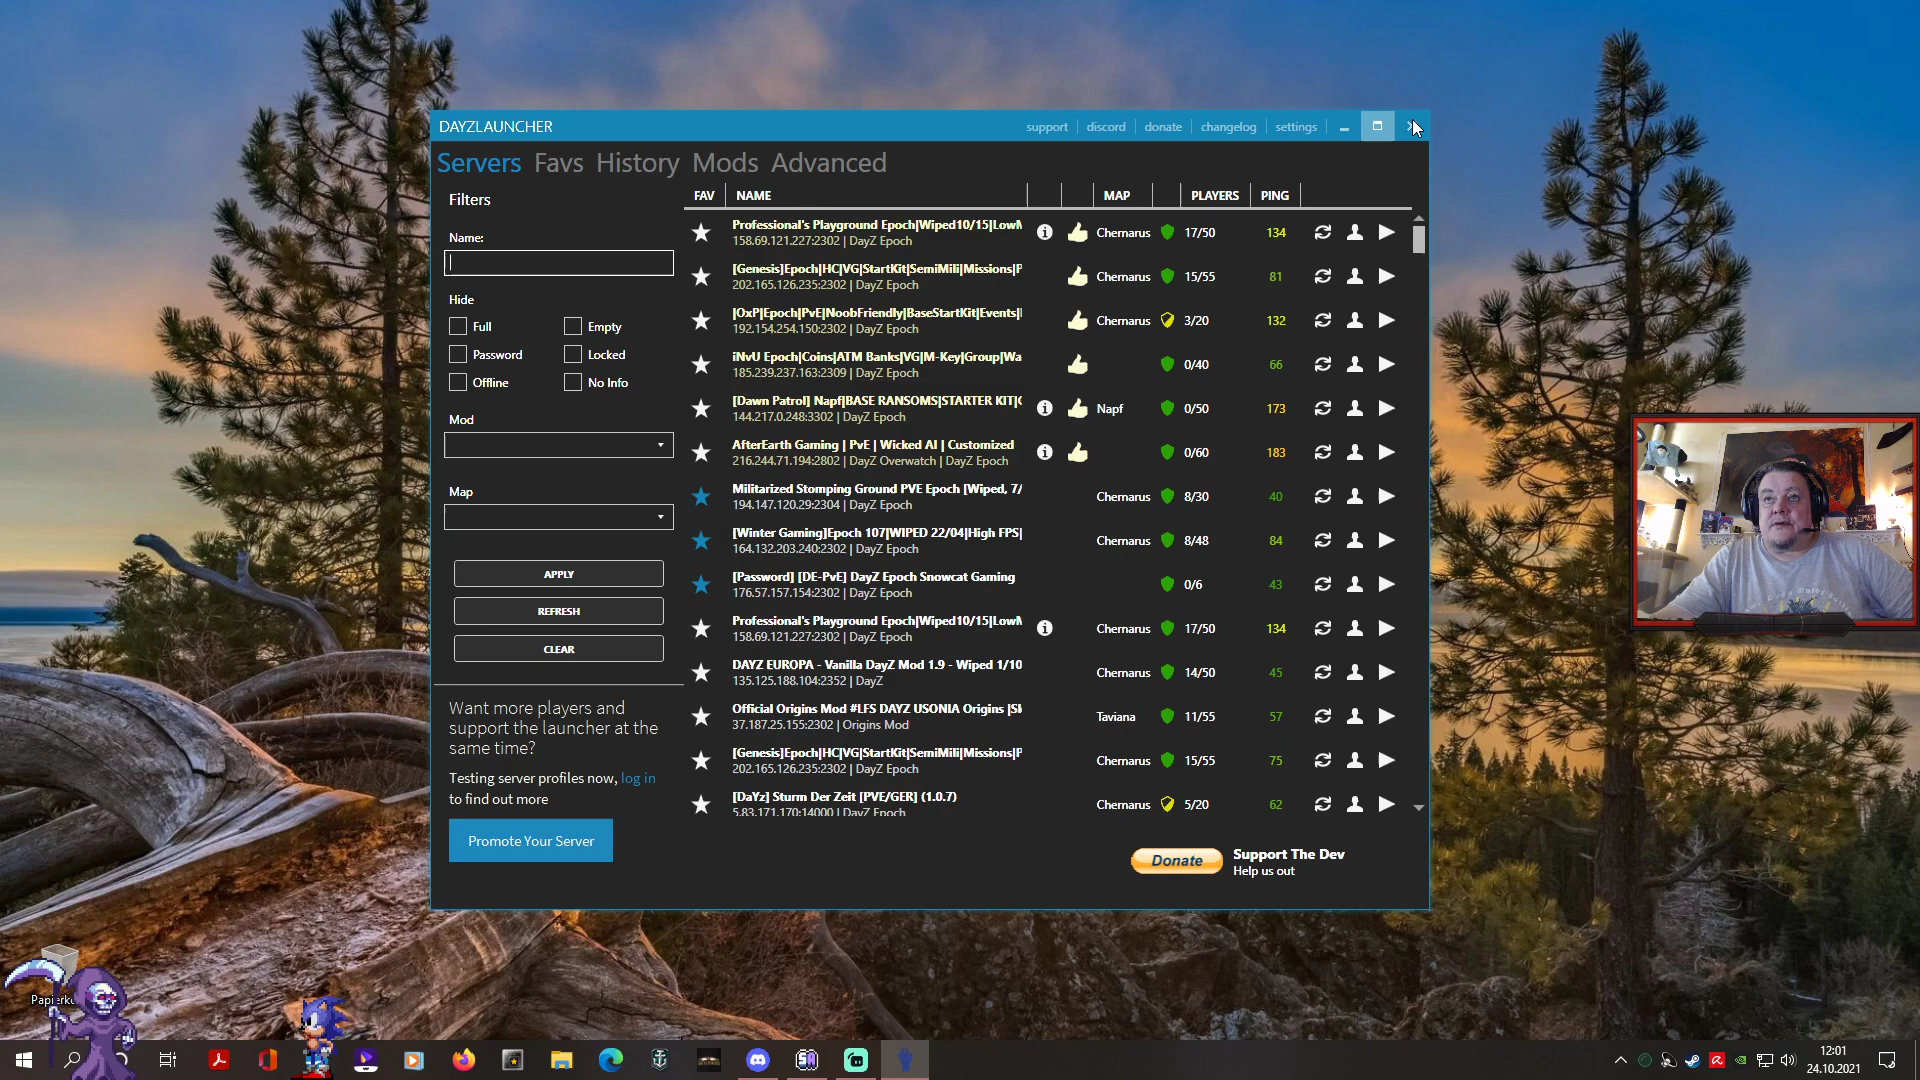 DAYZLAUNCHER
support discord donate changelog settings
Servers Favs History Mods Advanced
Filters
Name:
Hide
Full Empty
Password Locked
Offline No Info
Mod
Map
APPLY
REFRESH
CLEAR
Want more players and
support the launcher at the
same time?
Testing server profiles now, log in
to find out more
Promote Your Server
FAV NAME MAP PLAYERS PING
Professional's Playground Epoch|Wiped10/15|LowM
158.69.121.227:2302 | DayZ Epoch
Chernarus 17/50 134
[Genesis]Epoch|HC|VG|StartKit|SemiMili|Missions|P
202.165.126.235:2302 | DayZ Epoch
Chernarus 15/55 81
|OxP|Epoch|PvE|NoobFriendly|BaseStartKit|Events|
192.154.254.150:2302 | DayZ Epoch
Chernarus 3/20 132
iNvU Epoch|Coins|ATM Banks|VG|M-Key|Group|Wa
185.239.237.163:2309 | DayZ Epoch
0/40 66
[Dawn Patrol] Napf|BASE RANSOMS|STARTER KIT|
144.217.0.248:3302 | DayZ Epoch
Napf 0/50 173
AfterEarth Gaming | PvE | Wicked AI | Customized
216.244.71.194:2802 | DayZ Overwatch | DayZ Epoch
0/60 183
Militarized Stomping Ground PVE Epoch [Wiped, 7/
194.147.120.29:2304 | DayZ Epoch
Chernarus 8/30 40
[Winter Gaming]Epoch 107|WIPED 22/04|High FPS|
164.132.203.240:2302 | DayZ Epoch
Chernarus 8/48 84
[Password] [DE-PvE] DayZ Epoch Snowcat Gaming
176.57.157.154:2302 | DayZ Epoch
0/6 43
Professional's Playground Epoch|Wiped10/15|LowM
158.69.121.227:2302 | DayZ Epoch
Chernarus 17/50 134
DAYZ EUROPA - Vanilla DayZ Mod 1.9 - Wiped 1/10
135.125.188.104:2352 | DayZ
Chernarus 14/50 45
Official Origins Mod #LFS DAYZ USONIA Origins |Sk
37.187.25.155:2302 | Origins Mod
Taviana 11/55 57
[Genesis]Epoch|HC|VG|StartKit|SemiMili|Missions|P
202.165.126.235:2302 | DayZ Epoch
Chernarus 15/55 75
[DaYz] Sturm Der Zeit [PVE/GER] (1.0.7)
5.83.171.170:14000 | DayZ Epoch
Chernarus 5/20 62
Donate
Support The Dev
Help us out
12:01
24.10.2021